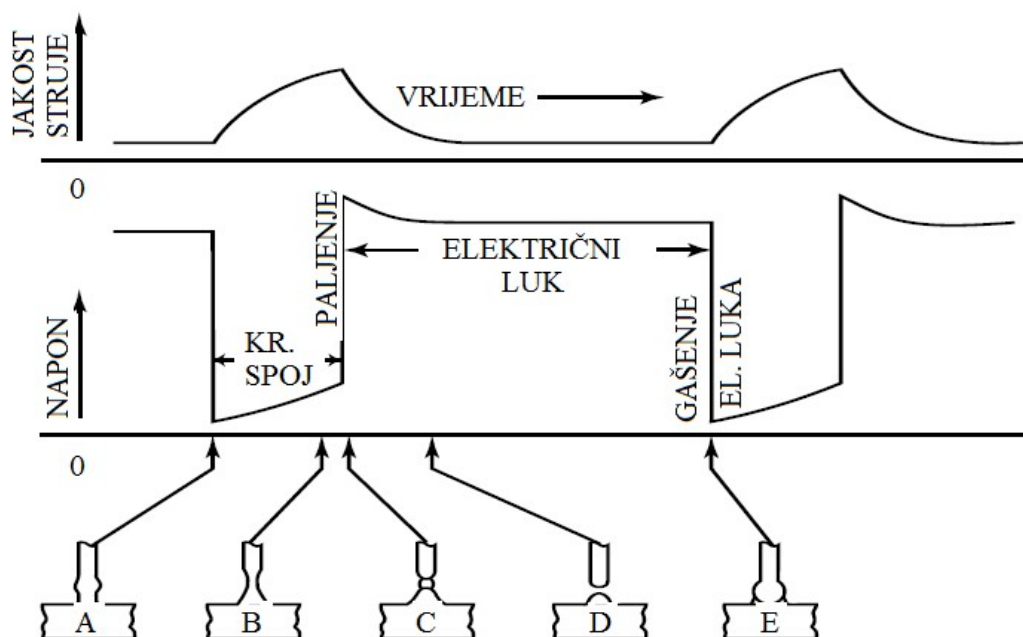 JAKOST
STRUJE
VRIJEME
0
PALJENJE
ELEKTRIČNI
LUK
KR.
SPOJ
GAŠENJE
EL. LUKA
NAPON
0
A
B
C
D
E